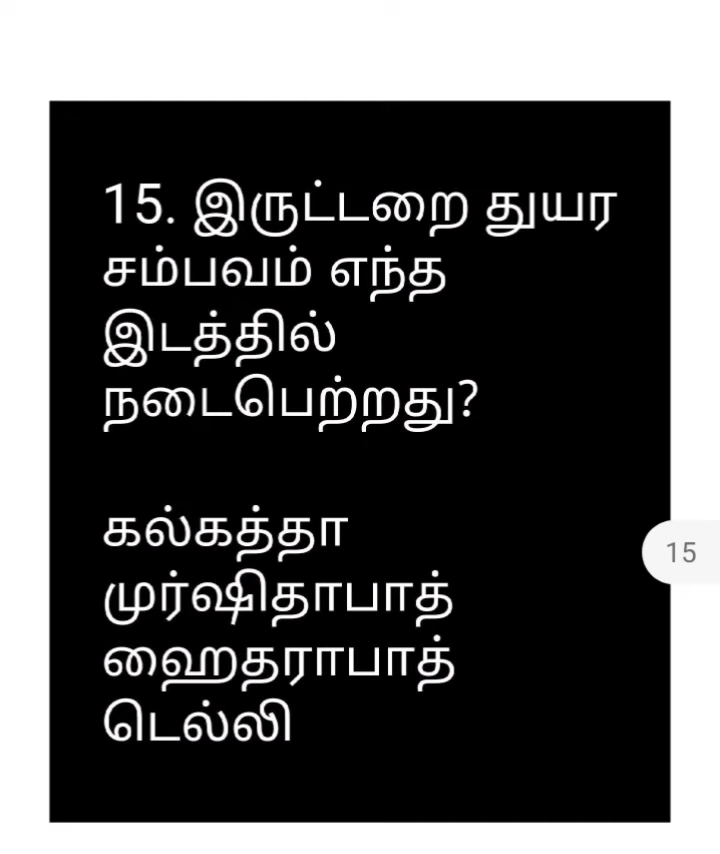 15. இருட்டறை துயர
சம்பவம் எந்த
இடத்தில்
நடைபெற்றது?
கல்கத்தா
முர்ஷிதாபாத்
ஹைதராபாத்
டெல்லி
15